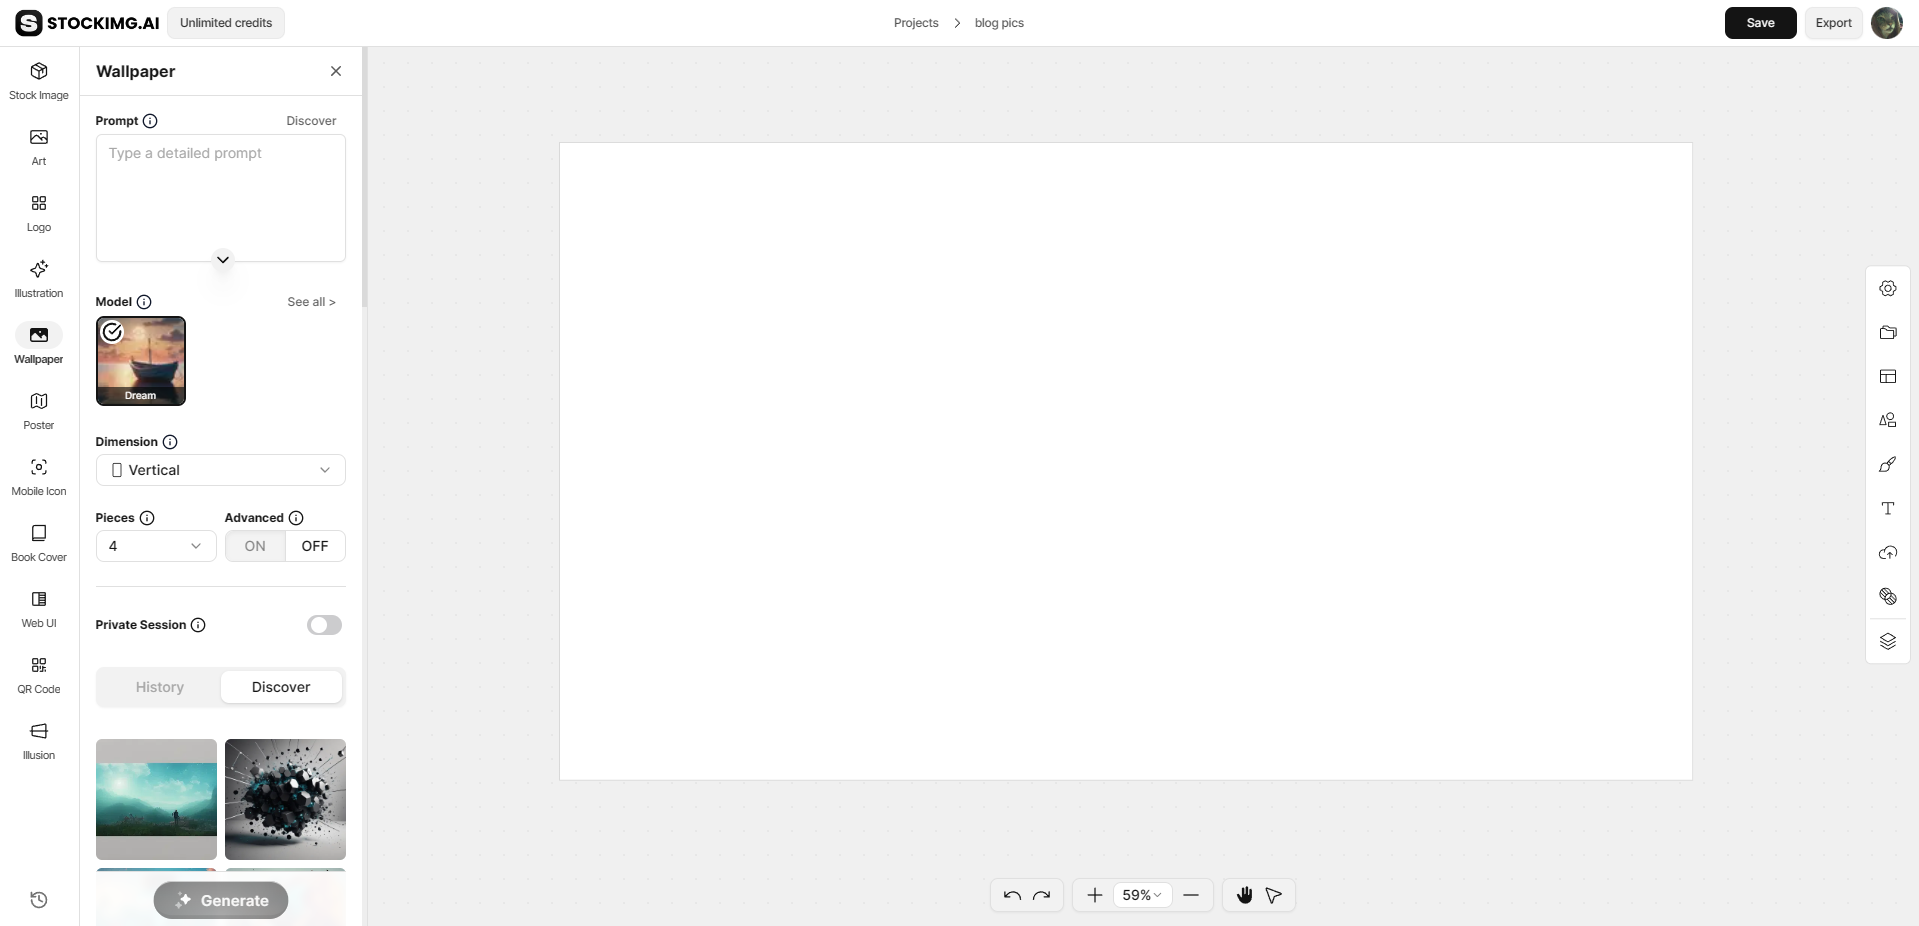 STOCKIMG.AI
Unlimited credits
Projects > blog pics
Save
Export
Stock Image
Art
Logo
Illustration
Wallpaper
Poster
Mobile Icon
Book Cover
Web UI
QR Code
Illusion
Wallpaper
Prompt
Discover
Type a detailed prompt
Model
See all >
Dream
Dimension
Vertical
Pieces
Advanced
4
ON
OFF
Private Session
History
Discover
Generate
59%